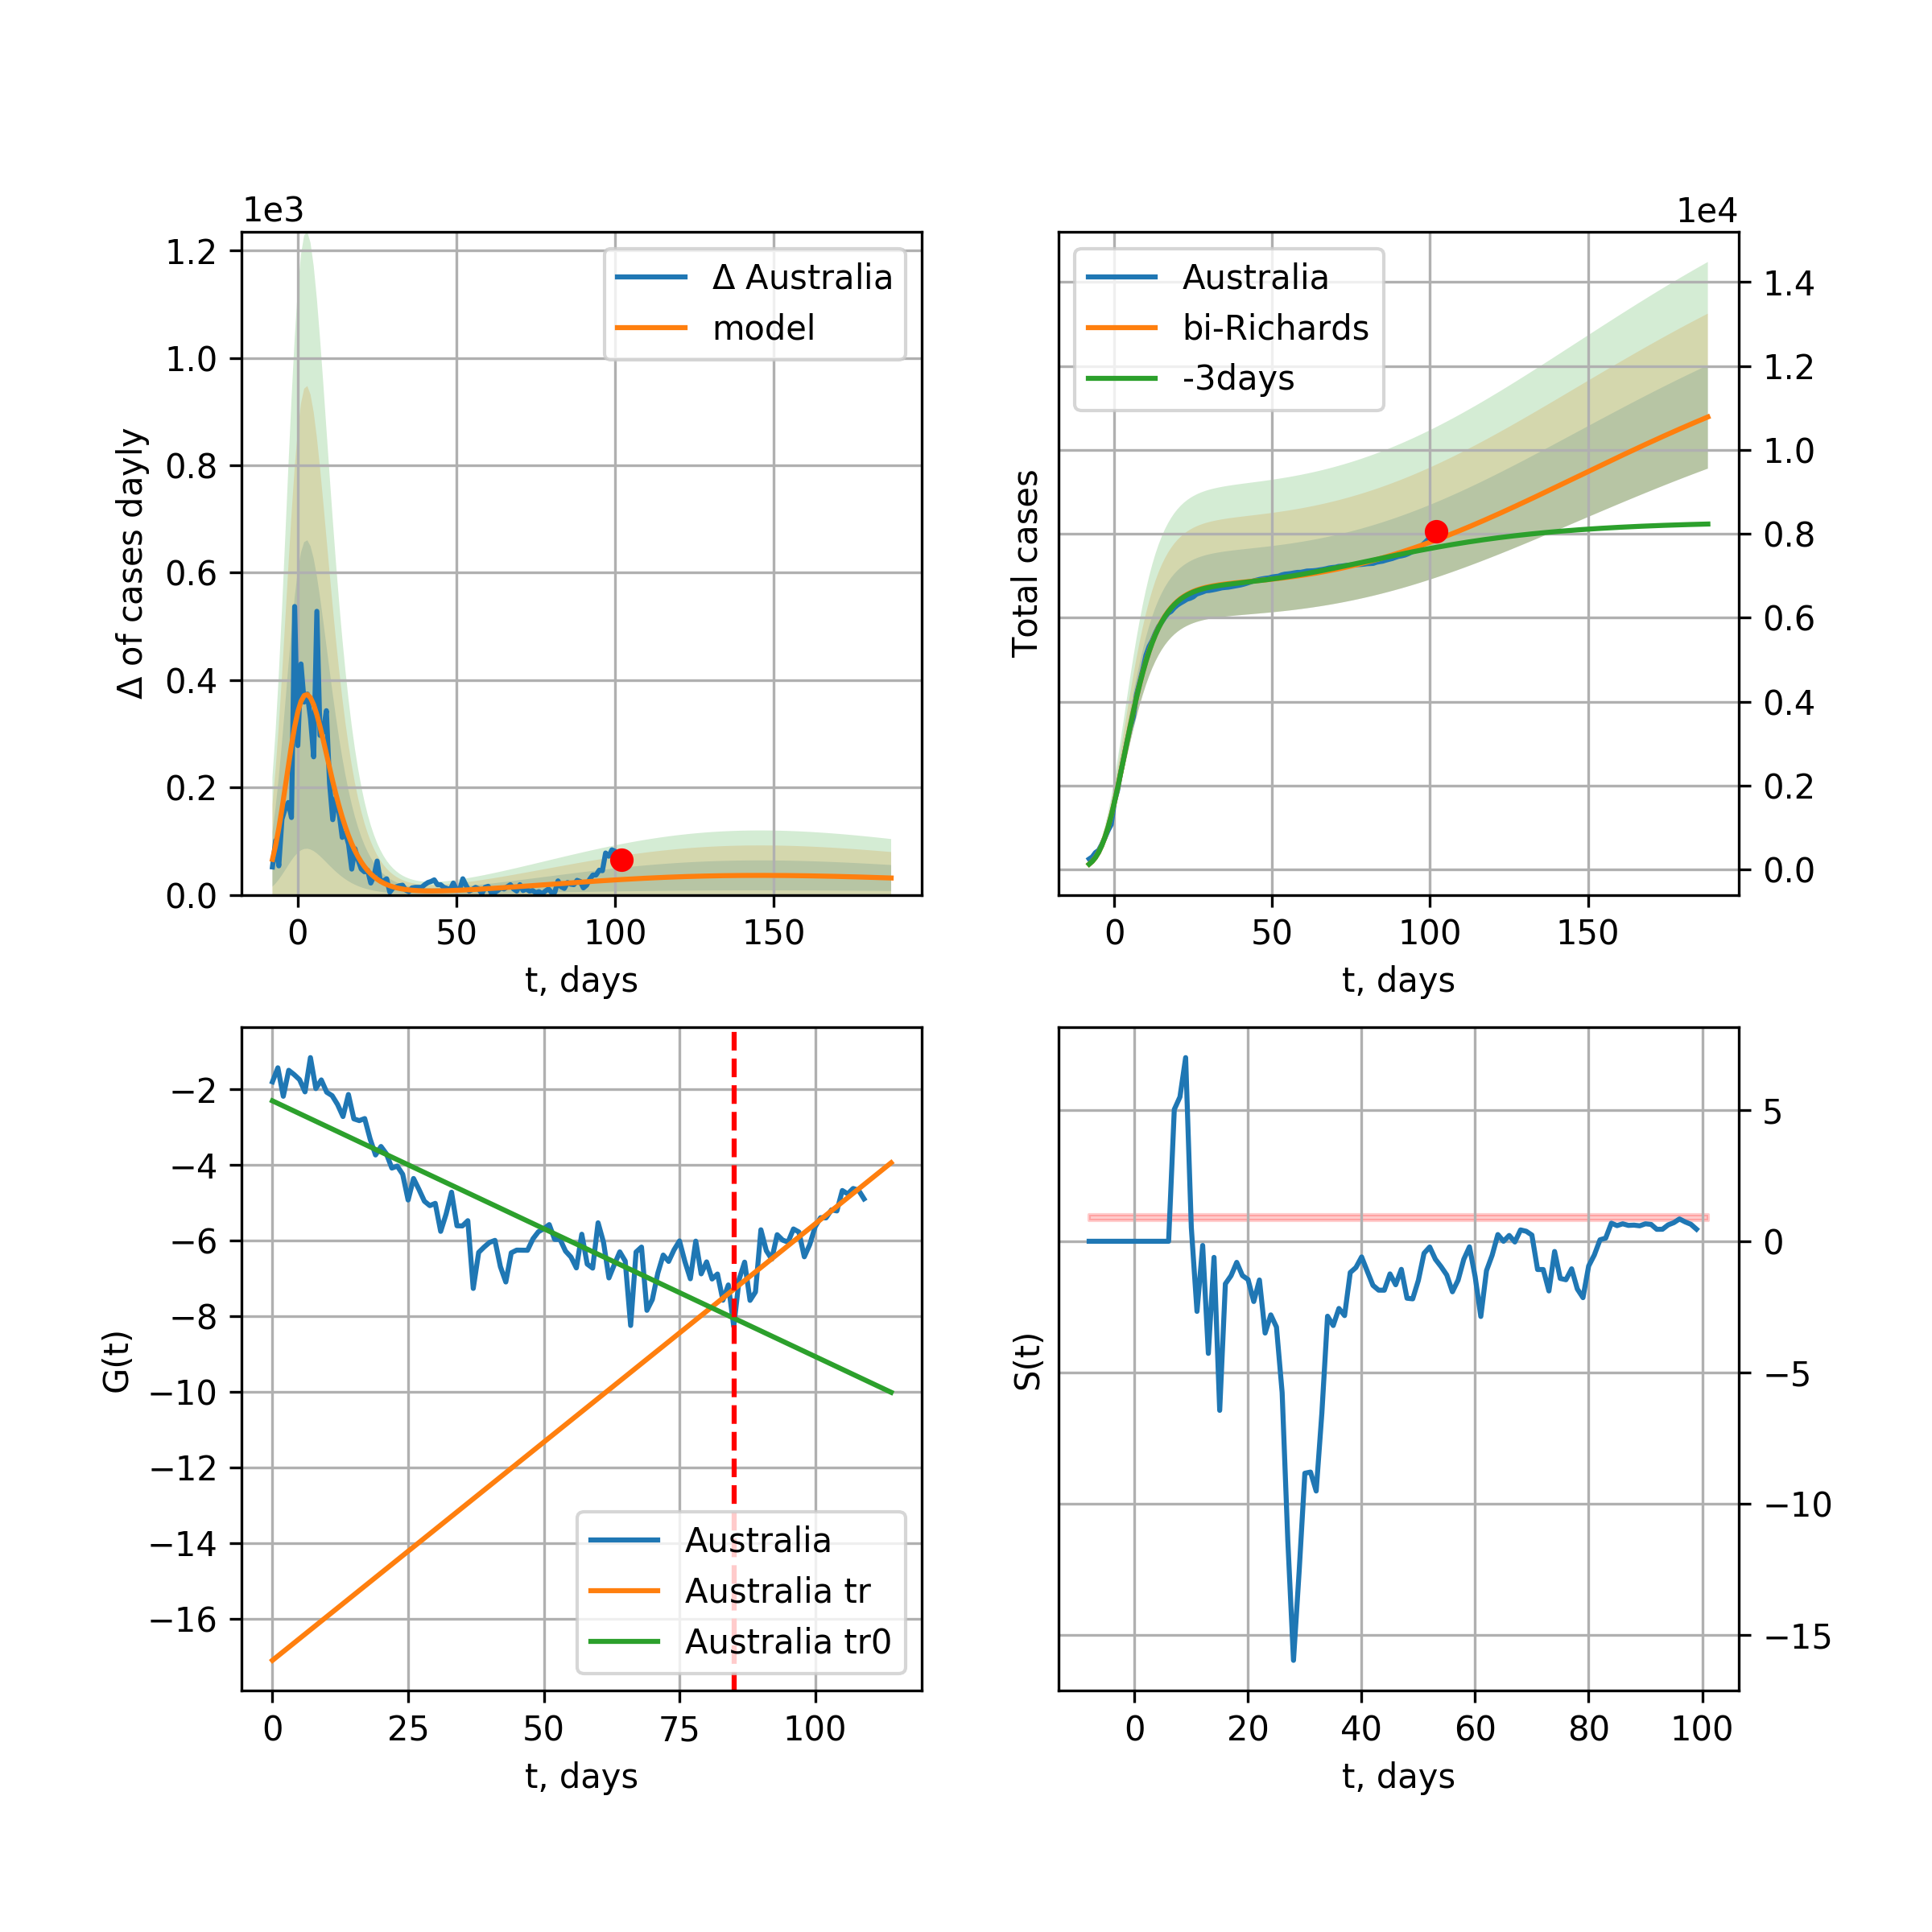 1e3
1.2
1.0
0.8
0.6
0.4
0.2
0.0
Δ of cases dayly
Δ Australia
model
0 50 100 150
t, days
1e4
1.4
1.2
1.0
0.8
0.6
0.4
0.2
0.0
Total cases
Australia
bi-Richards
-3days
0 50 100 150
t, days
−2
−4
−6
−8
−10
−12
−14
−16
G(t)
Australia
Australia tr
Australia tr0
0 25 50 75 100
t, days
5
0
−5
−10
−15
S(t)
0 20 40 60 80 100
t, days